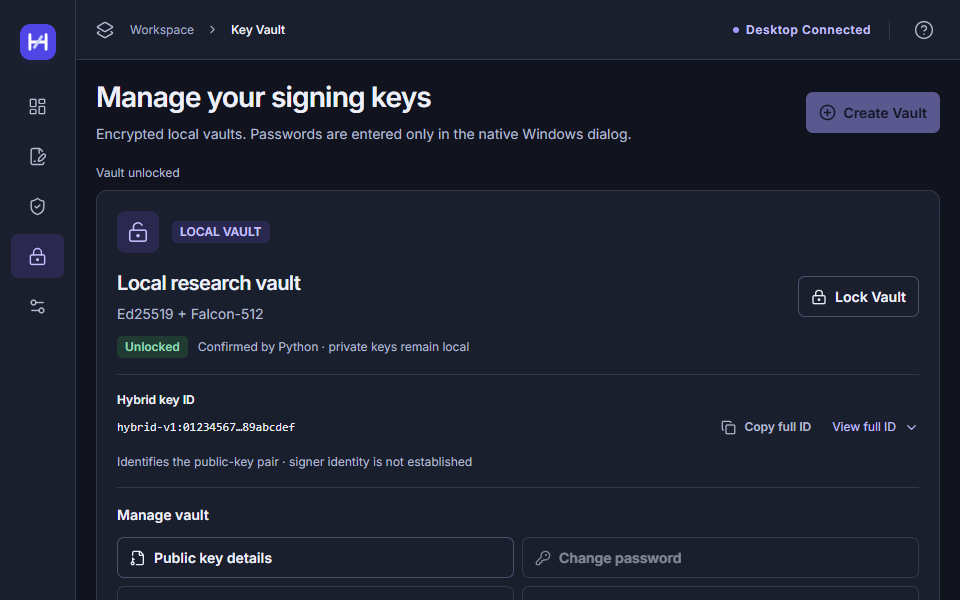 Workspace > Key Vault
Desktop Connected
Manage your signing keys
Create Vault
Encrypted local vaults. Passwords are entered only in the native Windows dialog.
Vault unlocked
LOCAL VAULT
Local research vault
Lock Vault
Ed25519 + Falcon-512
Unlocked Confirmed by Python · private keys remain local
Hybrid key ID
hybrid-v1:01234567…89abcdef
Copy full ID View full ID
Identifies the public-key pair · signer identity is not established
Manage vault
Public key details
Change password